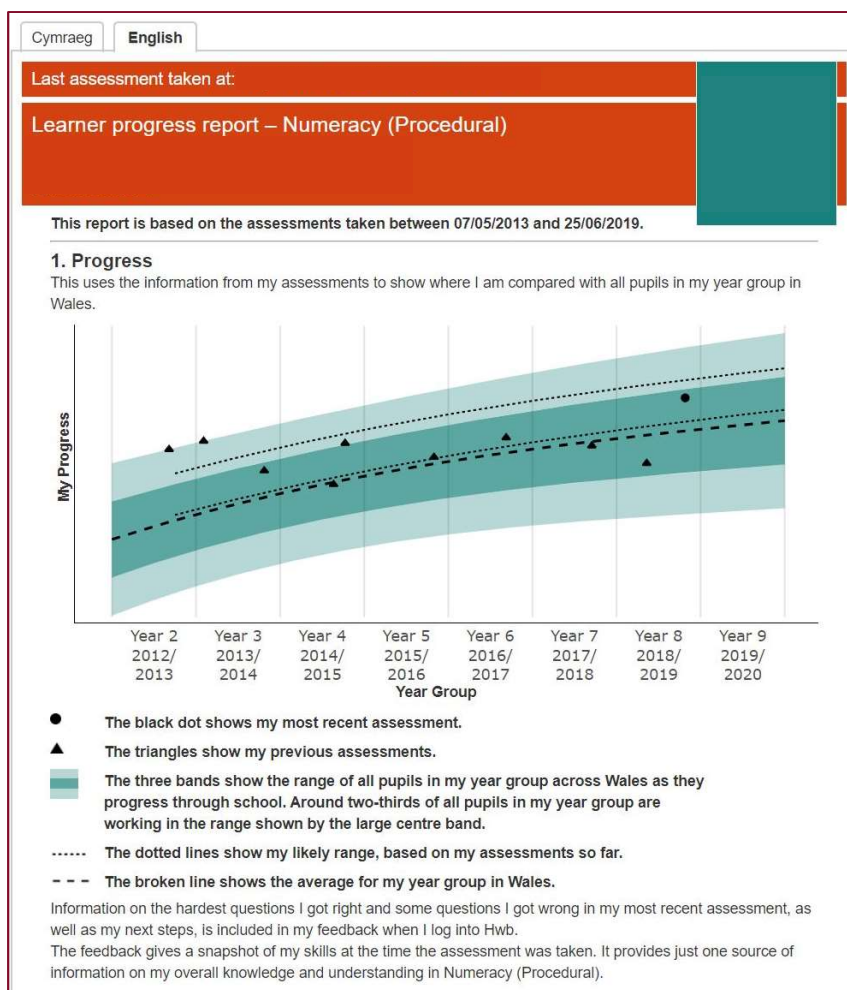 Cymraeg
English
Last assessment taken at:
Learner progress report – Numeracy (Procedural)
This report is based on the assessments taken between 07/05/2013 and 25/06/2019.
1. Progress
This uses the information from my assessments to show where I am compared with all pupils in my year group in
Wales.
My Progress
Year 2 Year 3 Year 4 Year 5 Year 6 Year 7 Year 8 Year 9
2012/ 2013/ 2014/ 2015/ 2016/ 2017/ 2018/ 2019/
2013 2014 2015 2016 2017 2018 2019 2020
Year Group
The black dot shows my most recent assessment.
The triangles show my previous assessments.
The three bands show the range of all pupils in my year group across Wales as they
progress through school. Around two-thirds of all pupils in my year group are
working in the range shown by the large centre band.
The dotted lines show my likely range, based on my assessments so far.
The broken line shows the average for my year group in Wales.
Information on the hardest questions I got right and some questions I got wrong in my most recent assessment, as
well as my next steps, is included in my feedback when I log into Hwb.
The feedback gives a snapshot of my skills at the time the assessment was taken. It provides just one source of
information on my overall knowledge and understanding in Numeracy (Procedural).